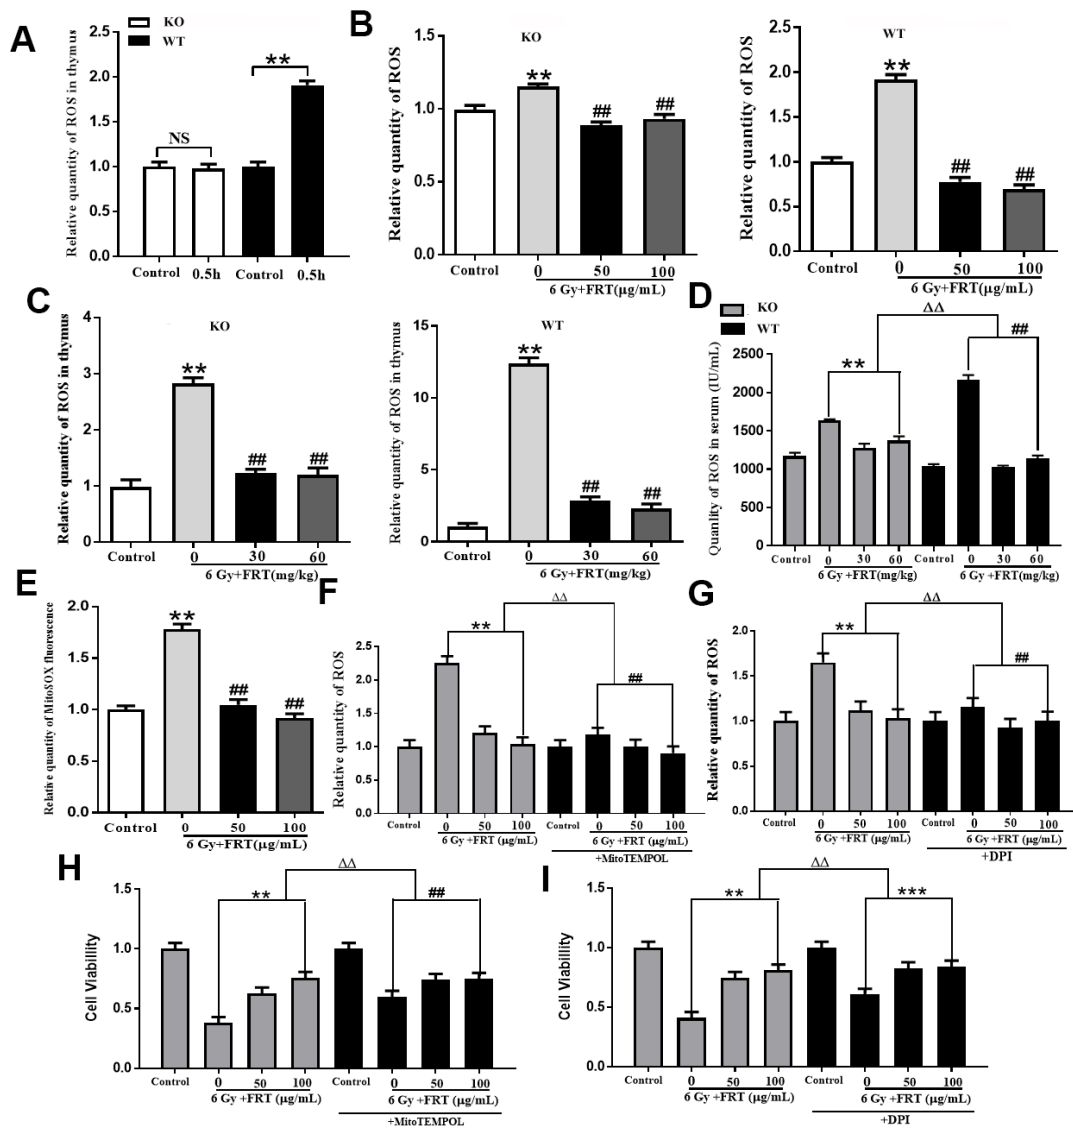 A
KO
WT
Relative quantity of ROS in thymus
2.5
2.0
1.5
1.0
0.5
0.0
NS
**
Control
0.5h
Control
0.5h
B
KO
Relative quantity of ROS
1.5
1.0
0.5
0.0
**
##
##
Control
0
50
100
6 Gy+FRT(μg/mL)
WT
Relative quantity of ROS
2.5
2.0
1.5
1.0
0.5
0.0
**
##
##
Control
0
50
100
6 Gy+FRT(μg/mL)
C
KO
Relative quantity of ROS in thymus
4
3
2
1
0
**
##
##
Control
0
30
60
6 Gy+FRT(mg/kg)
WT
Relative quantity of ROS in thymus
15
10
5
0
**
##
##
Control
0
30
60
6 Gy+FRT(mg/kg)
D
KO
WT
Quanlity of ROS in serum (IU/mL)
2500
2000
1500
1000
500
0
**
ΔΔ
##
Control
0
30
60
6 Gy +FRT(mg/kg)
Control
0
30
60
6 Gy +FRT(mg/kg)
E
Relative quantity of MitoSOX fluorescence
2.0
1.5
1.0
0.5
0.0
**
##
##
Control
0
50
100
6 Gy+FRT(μg/mL)
F
Relative quantity of ROS
2.5
2.0
1.5
1.0
0.5
0.0
**
ΔΔ
##
Control
0
50
100
6 Gy +FRT (μg/mL)
Control
0
50
100
6 Gy +FRT (μg/mL)
+MitoTEMPOL
G
Relative quantity of ROS
2.0
1.5
1.0
0.5
0.0
**
ΔΔ
##
Control
0
50
100
6 Gy +FRT (μg/mL)
Control
0
50
100
6 Gy +FRT (μg/mL)
+DPI
H
Cell Viabillity
1.5
1.0
0.5
0.0
**
ΔΔ
##
Control
0
50
100
6 Gy +FRT (μg/mL)
Control
0
50
100
6 Gy +FRT (μg/mL)
+MitoTEMPOL
I
Cell Viabillity
1.5
1.0
0.5
0.0
**
ΔΔ
***
Control
0
50
100
6 Gy +FRT (μg/mL)
Control
0
50
100
6 Gy +FRT (μg/mL)
+DPI